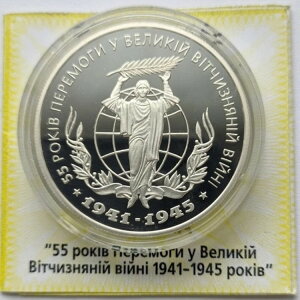 55 РОКІВ ПЕРЕМОГИ У ВЕЛИКІЙ ВІТЧИЗНЯНІЙ ВІЙНІ
1941-1945
"55 років Перемоги у Великій
Вітчизняній війні 1941-1945 років"